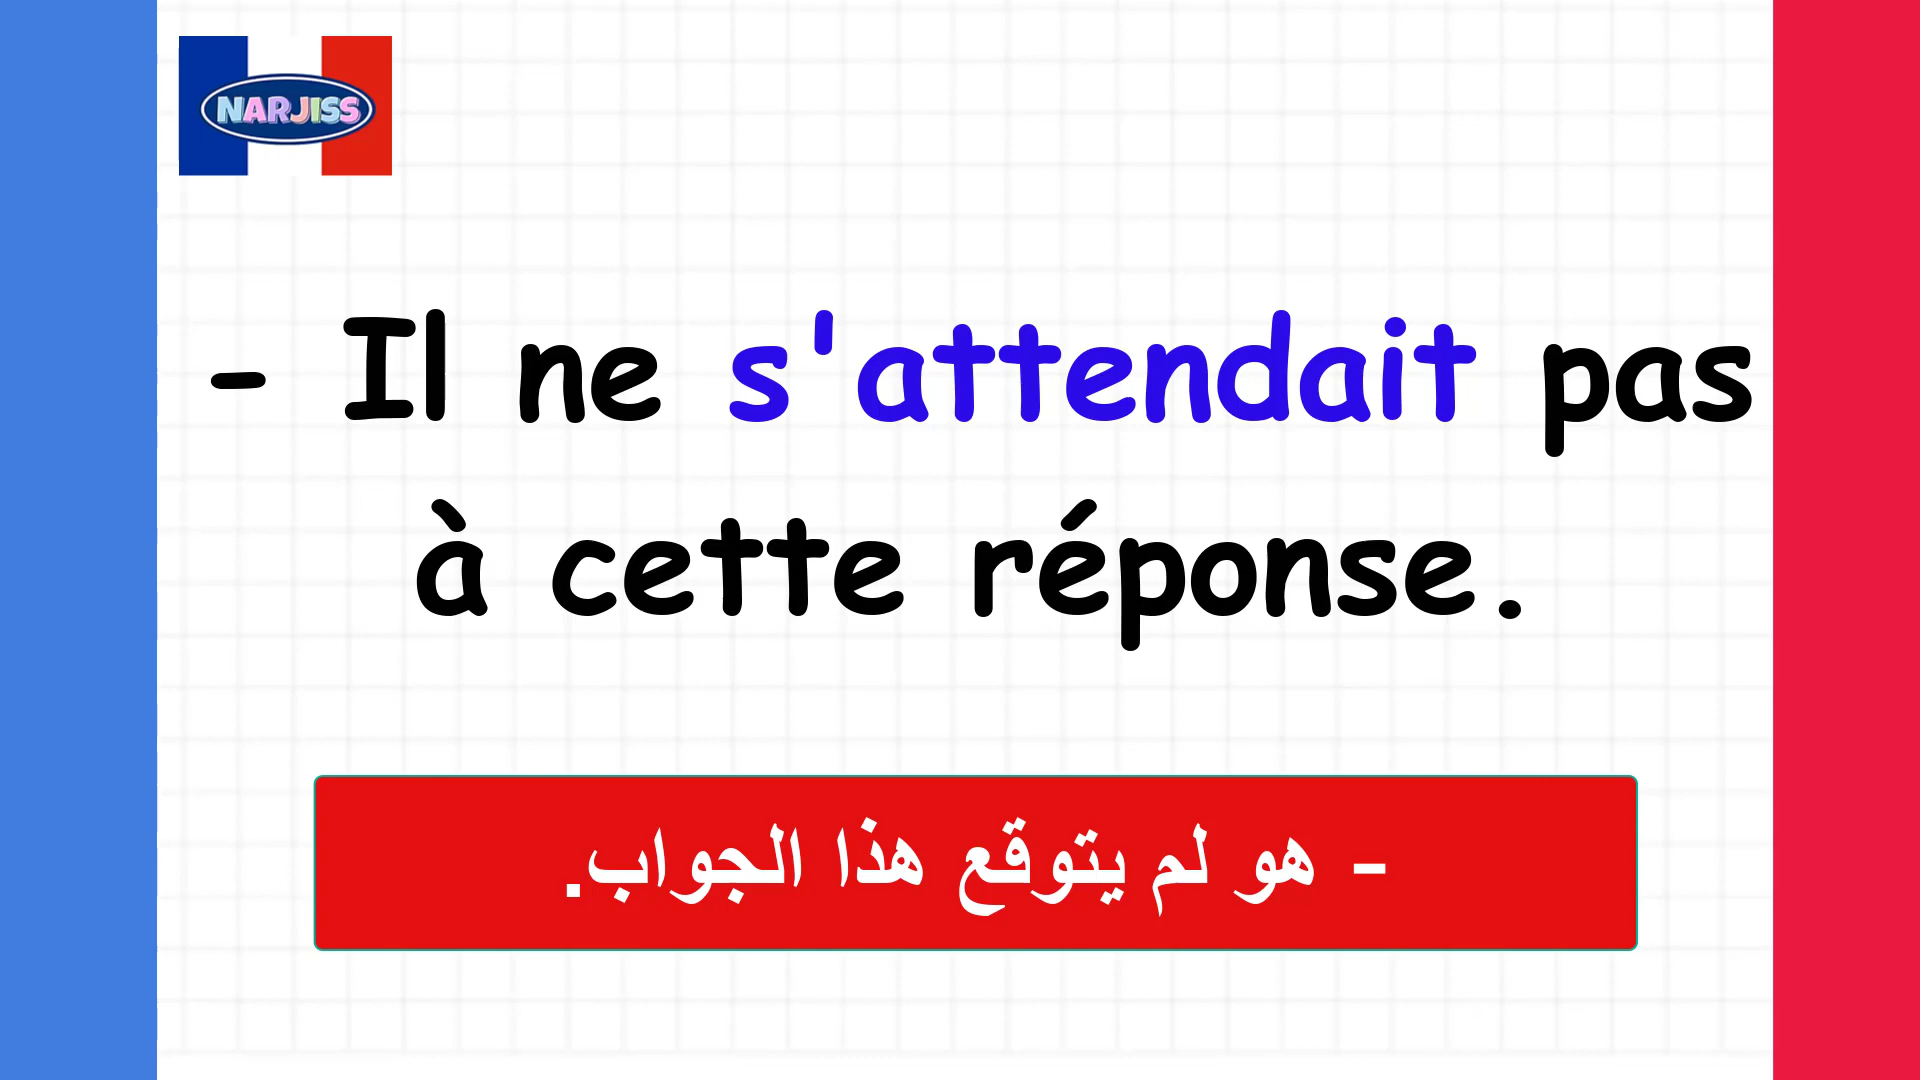 NARJISS
- Il ne s'attendait pas
à cette réponse.
- هو لم يتوقع هذا الجواب.